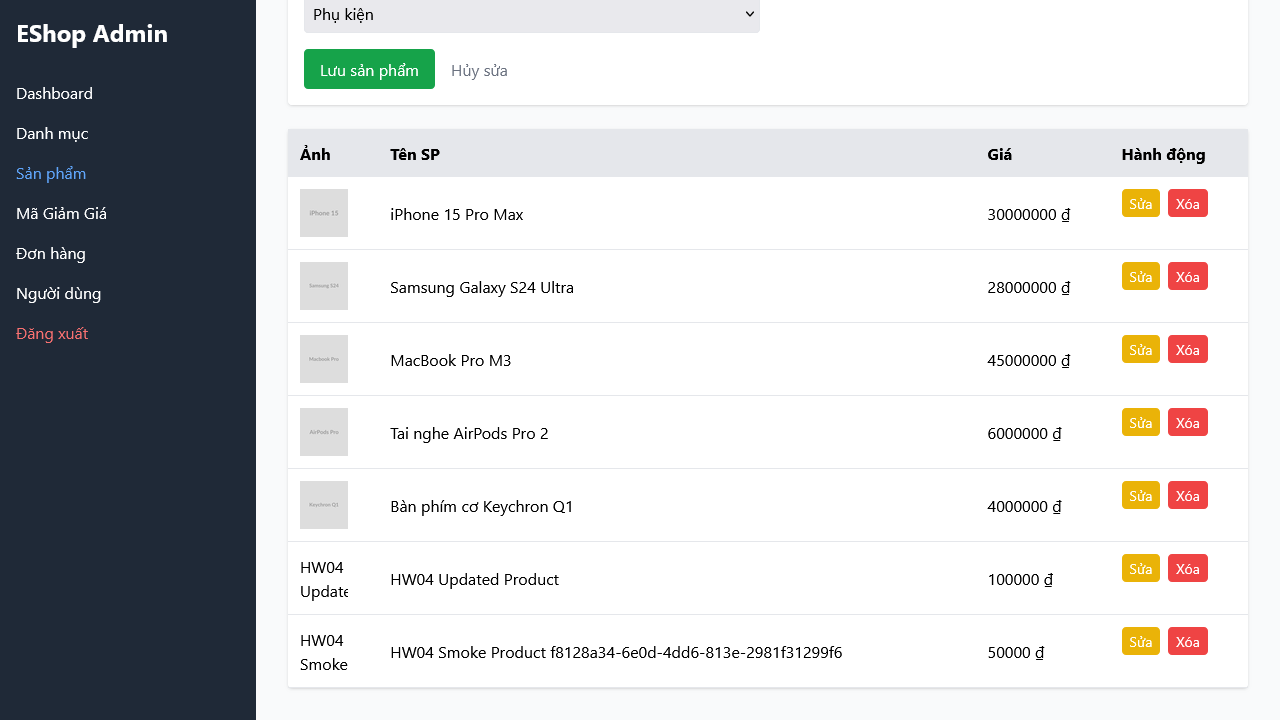 EShop Admin
Dashboard
Danh mục
Sản phẩm
Mã Giảm Giá
Đơn hàng
Người dùng
Đăng xuất
Phụ kiện
Lưu sản phẩm Hủy sửa
Ảnh Tên SP Giá Hành động
iPhone 15 iPhone 15 Pro Max 30000000 ₫ Sửa Xóa
Samsung S24 Samsung Galaxy S24 Ultra 28000000 ₫ Sửa Xóa
Macbook Pro MacBook Pro M3 45000000 ₫ Sửa Xóa
AirPods Pro Tai nghe AirPods Pro 2 6000000 ₫ Sửa Xóa
Keychron Q1 Bàn phím cơ Keychron Q1 4000000 ₫ Sửa Xóa
HW04
Update HW04 Updated Product 100000 ₫ Sửa Xóa
HW04
Smoke HW04 Smoke Product f8128a34-6e0d-4dd6-813e-2981f31299f6 50000 ₫ Sửa Xóa